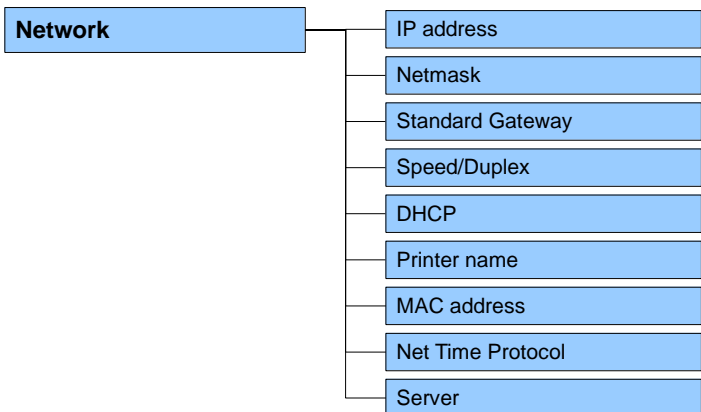 Network
IP address
Netmask
Standard Gateway
Speed/Duplex
DHCP
Printer name
MAC address
Net Time Protocol
Server